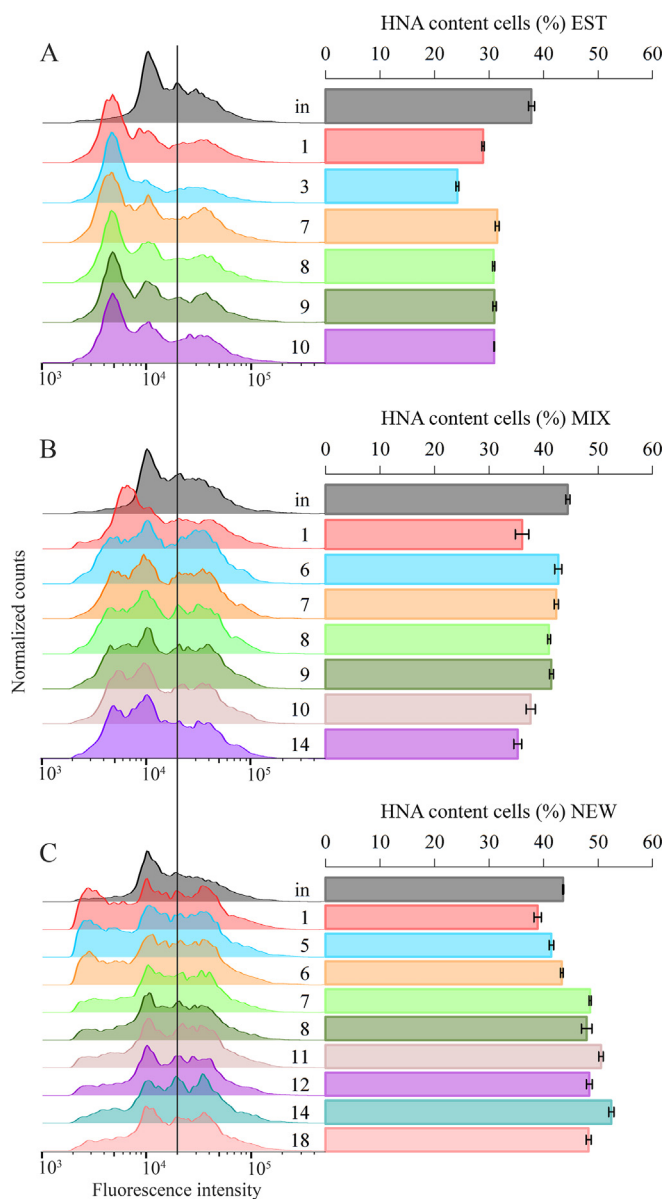 HNA content cells (%) EST
A
0 10 20 30 40 50 60
in
1
3
7
8
9
10
10³ 10⁴ 10⁵
HNA content cells (%) MIX
B
0 10 20 30 40 50 60
in
1
6
7
8
9
10
14
10³ 10⁴ 10⁵
Normalized counts
HNA content cells (%) NEW
C
0 10 20 30 40 50 60
in
1
5
6
7
8
11
12
14
18
10³ 10⁴ 10⁵
Fluorescence intensity